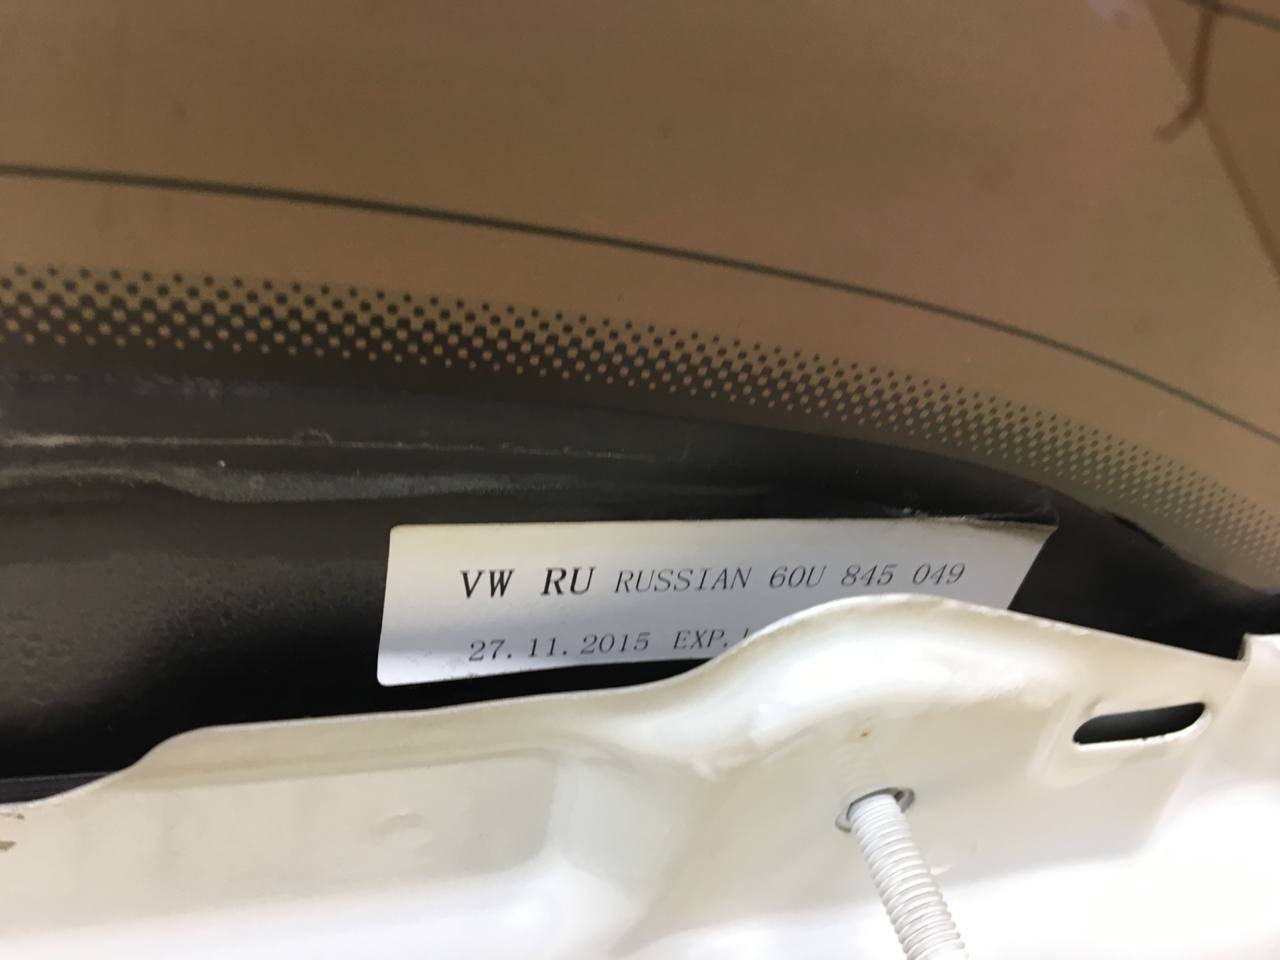 VW RU RUSSIAN 60U 845 049
27.11.2015 EXP.